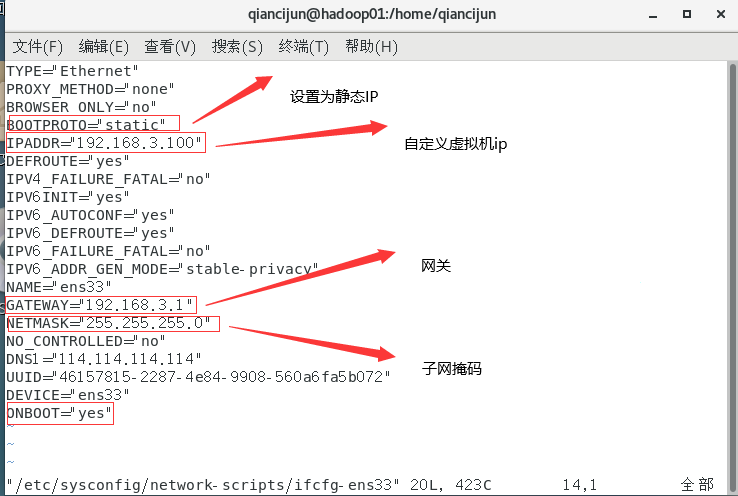 qiancijun@hadoop01:/home/qiancijun
文件(F) 编辑(E) 查看(V) 搜索(S) 终端(T) 帮助(H)
TYPE="Ethernet"
PROXY_METHOD="none"
BROWSER_ONLY="no"
BOOTPROTO="static"
设置为静态IP
IPADDR="192.168.3.100"
自定义虚拟机ip
DEFROUTE="yes"
IPV4_FAILURE_FATAL="no"
IPV6INIT="yes"
IPV6_AUTOCONF="yes"
IPV6_DEFROUTE="yes"
IPV6_FAILURE_FATAL="no"
IPV6_ADDR_GEN_MODE="stable-privacy"
网关
NAME="ens33"
GATEWAY="192.168.3.1"
NETMASK="255.255.255.0"
NO_CONTROLLED="no"
DNS1="114.114.114.114"
子网掩码
UUID="46157815-2287-4e84-9908-560a6fa5b072"
DEVICE="ens33"
ONBOOT="yes"
~
~
~
"/etc/sysconfig/network-scripts/ifcfg-ens33" 20L, 423C 14,1 全部